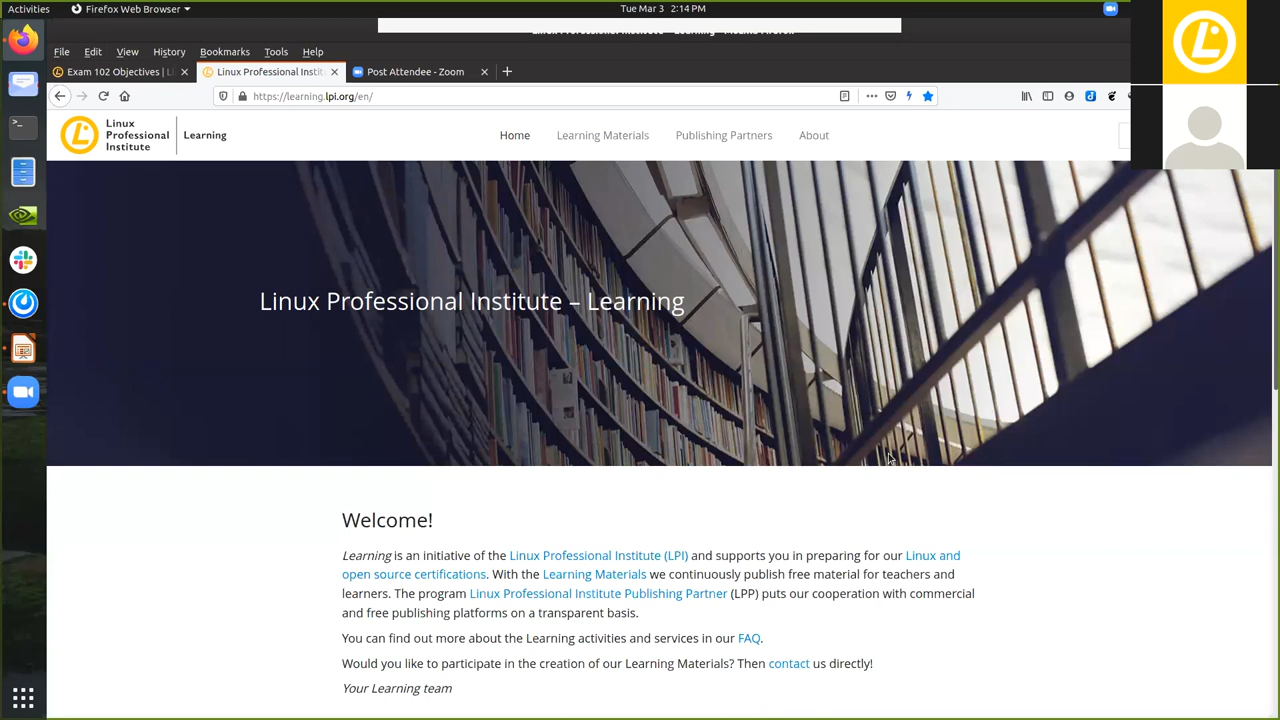 Activities
Firefox Web Browser
Tue Mar 3 2:14 PM
File Edit View History Bookmarks Tools Help
Exam 102 Objectives | Li
Linux Professional Instit
Post Attendee - Zoom
https://learning.lpi.org/en/
Linux
Professional
Institute
Learning
Home
Learning Materials
Publishing Partners
About
Linux Professional Institute – Learning
Welcome!
Learning is an initiative of the Linux Professional Institute (LPI) and supports you in preparing for our Linux and
open source certifications. With the Learning Materials we continuously publish free material for teachers and
learners. The program Linux Professional Institute Publishing Partner (LPP) puts our cooperation with commercial
and free publishing platforms on a transparent basis.
You can find out more about the Learning activities and services in our FAQ.
Would you like to participate in the creation of our Learning Materials? Then contact us directly!
Your Learning team